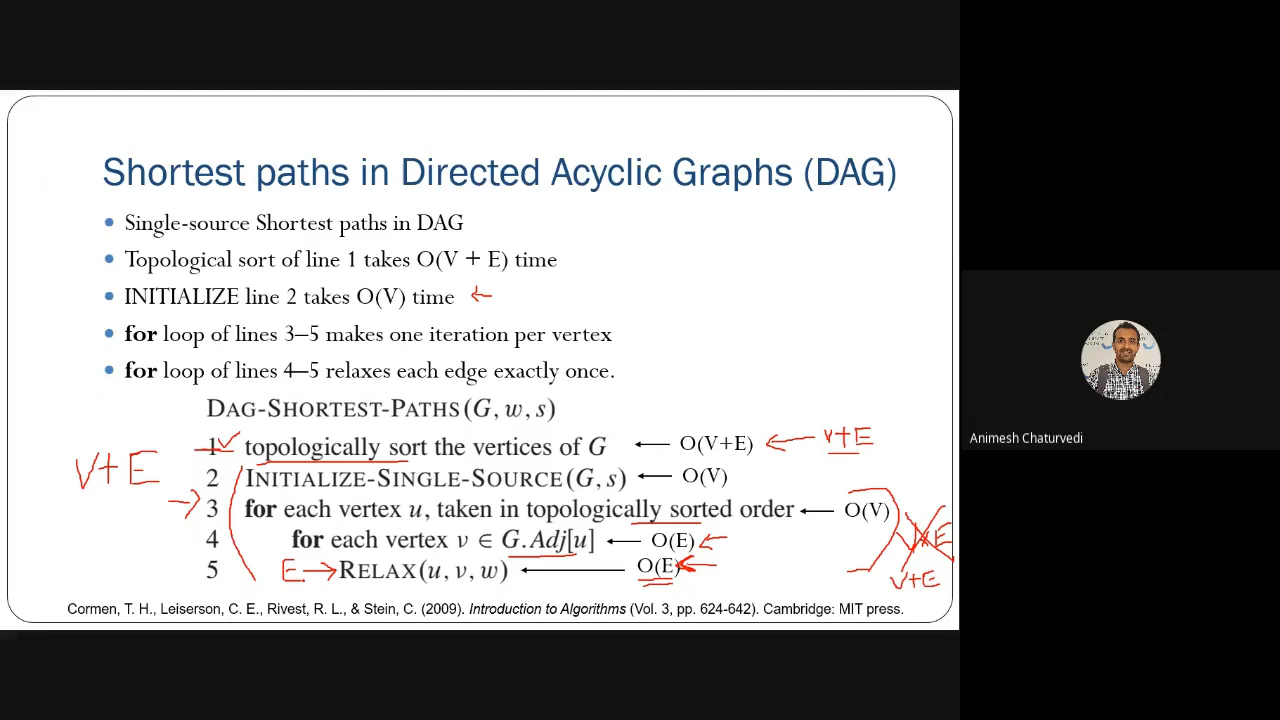 Shortest paths in Directed Acyclic Graphs (DAG)
• Single-source Shortest paths in DAG
• Topological sort of line 1 takes O(V + E) time
• INITIALIZE line 2 takes O(V) time ←
• for loop of lines 3–5 makes one iteration per vertex
• for loop of lines 4–5 relaxes each edge exactly once.
DAG-SHORTEST-PATHS(G, w, s)
1 topologically sort the vertices of G ← O(V+E) ← V+E
V+E
2 INITIALIZE-SINGLE-SOURCE(G, s) ← O(V)
3 for each vertex u, taken in topologically sorted order ← O(V)
4 for each vertex v ∈ G.Adj[u] ← O(E) ←
V*E
5 E → RELAX(u, v, w) ← O(E) ←
V+E
Cormen, T. H., Leiserson, C. E., Rivest, R. L., & Stein, C. (2009). Introduction to Algorithms (Vol. 3, pp. 624-642). Cambridge: MIT press.
Animesh Chaturvedi